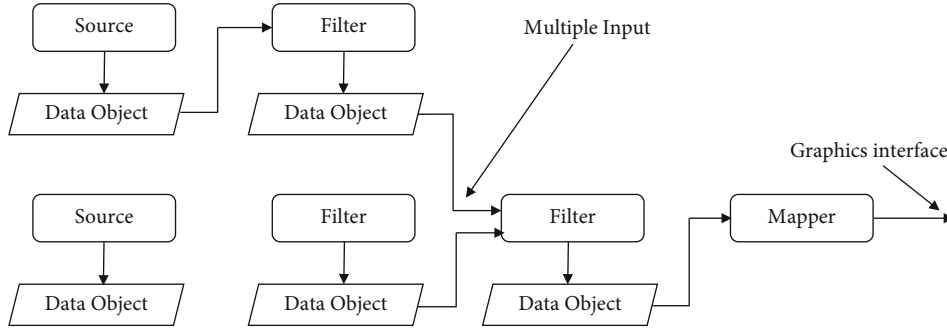 Source
Filter
Multiple Input
Data Object
Data Object
Graphics interface
Source
Filter
Filter
Mapper
Data Object
Data Object
Data Object